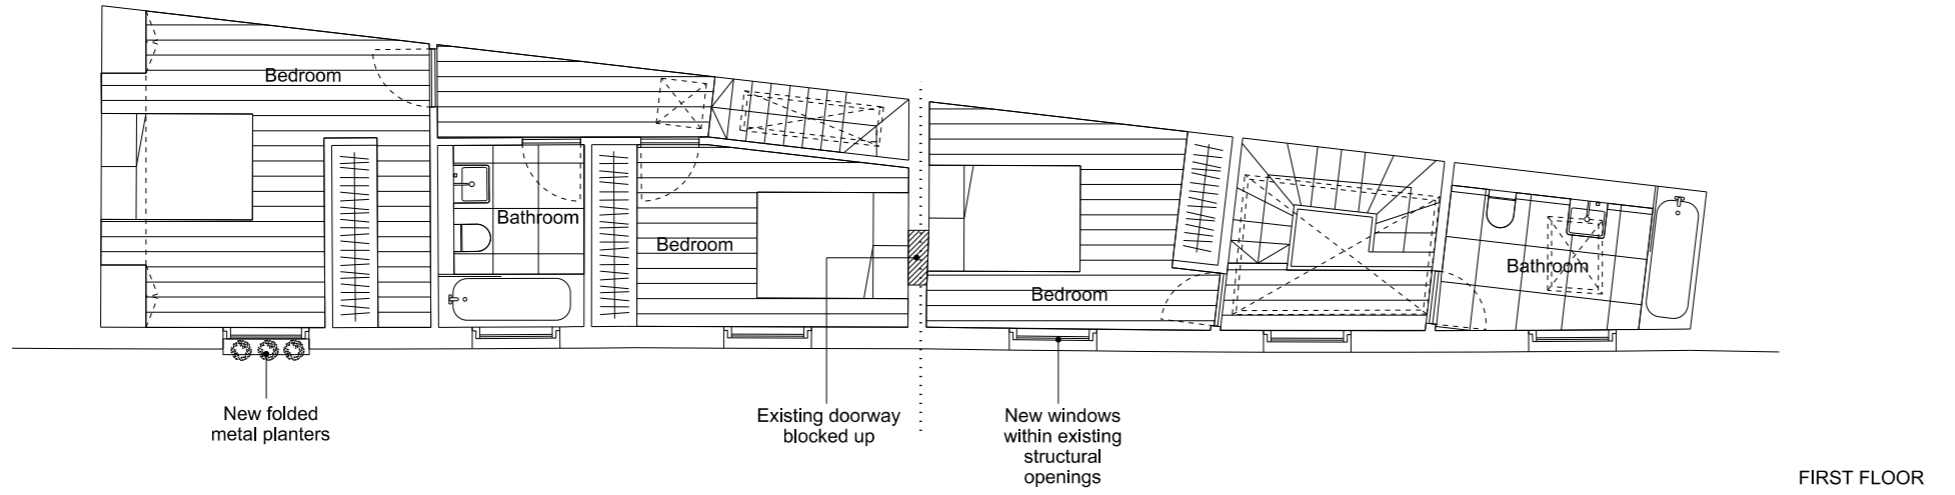 Bedroom
Bathroom
Bedroom
Bedroom
Bathroom
New folded
metal planters
Existing doorway
blocked up
New windows
within existing
structural
openings
FIRST FLOOR